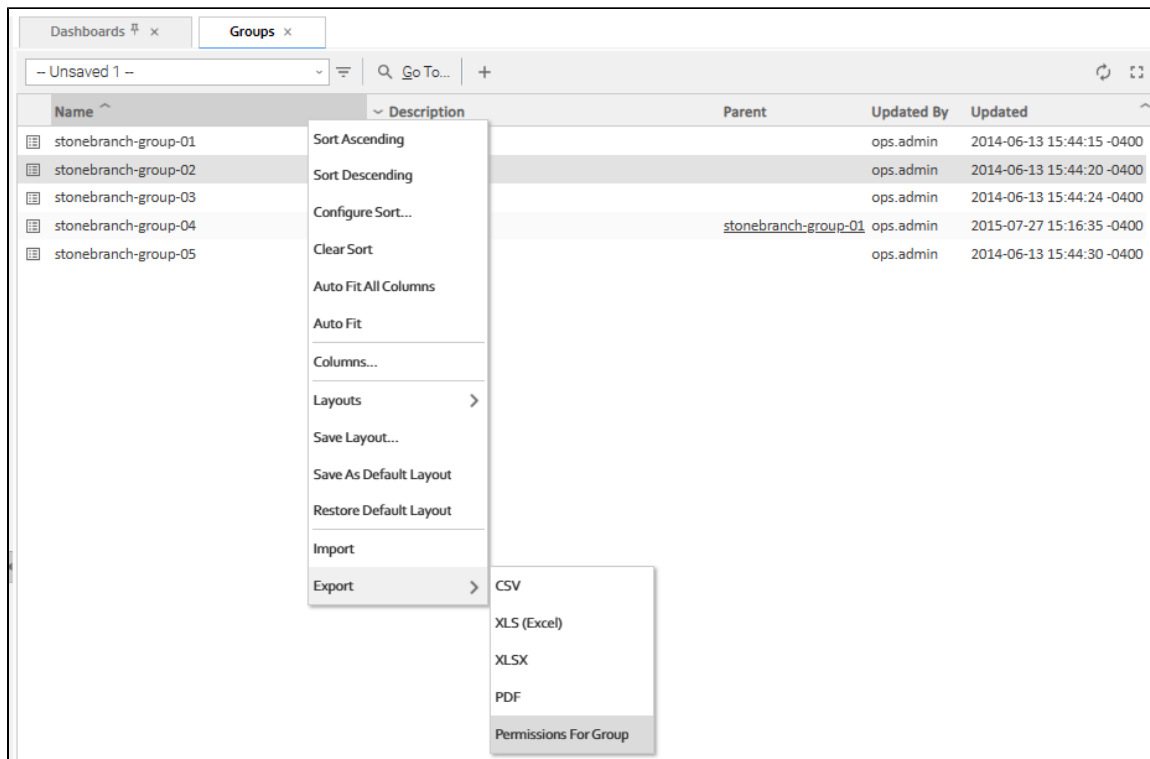 Dashboards × Groups ×
-- Unsaved 1 -- Go To... +
Name Description Parent Updated By Updated
stonebranch-group-01 ops.admin 2014-06-13 15:44:15 -0400
stonebranch-group-02 ops.admin 2014-06-13 15:44:20 -0400
stonebranch-group-03 ops.admin 2014-06-13 15:44:24 -0400
stonebranch-group-04 stonebranch-group-01 ops.admin 2015-07-27 15:16:35 -0400
stonebranch-group-05 ops.admin 2014-06-13 15:44:30 -0400
Sort Ascending
Sort Descending
Configure Sort...
Clear Sort
Auto Fit All Columns
Auto Fit
Columns...
Layouts
Save Layout...
Save As Default Layout
Restore Default Layout
Import
Export
CSV
XLS (Excel)
XLSX
PDF
Permissions For Group